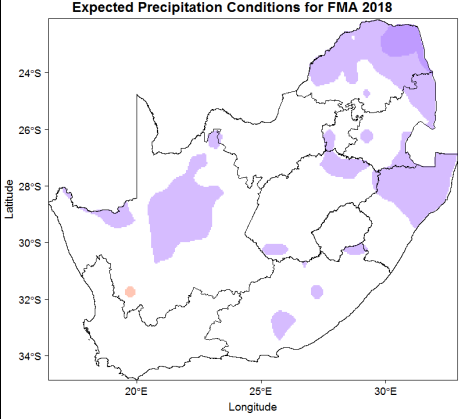 Expected Precipitation Conditions for FMA 2018
24°S
26°S
28°S
30°S
32°S
34°S
Latitude
20°E 25°E 30°E
Longitude